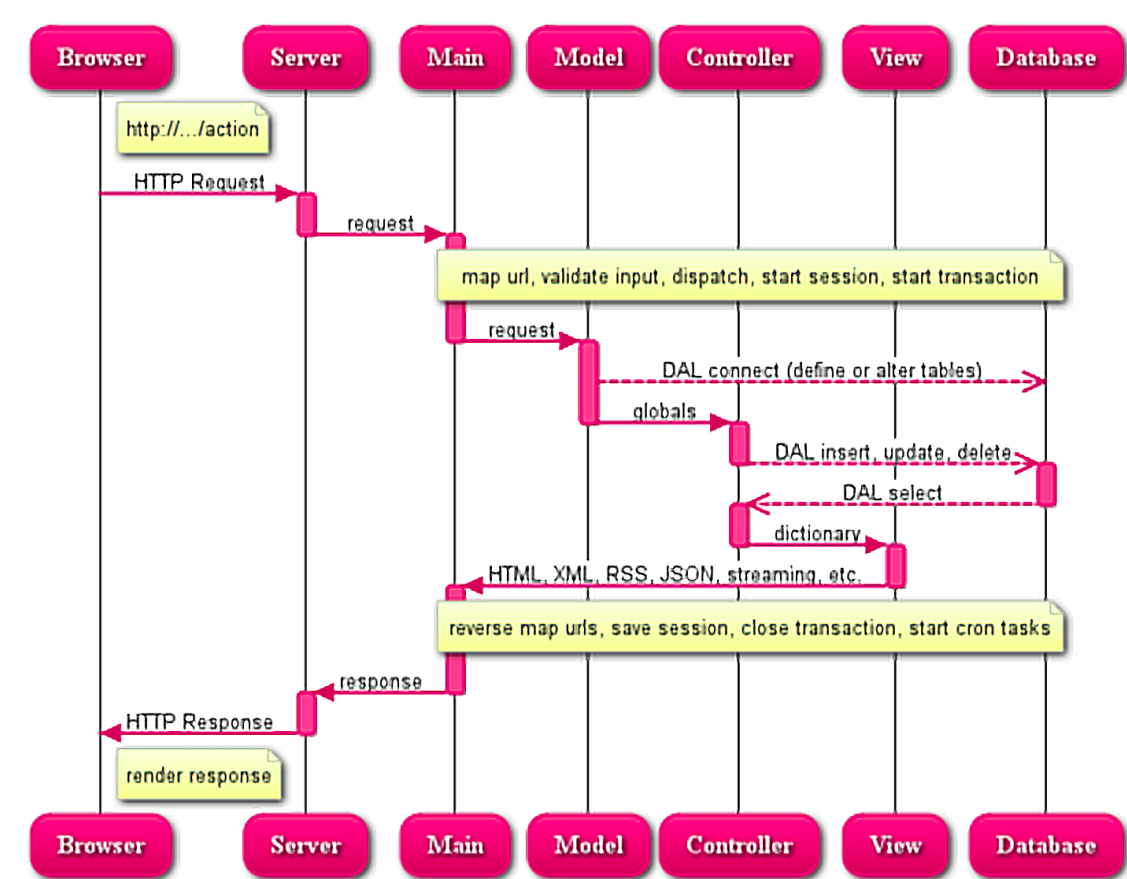 Browser Server Main Model Controller View Database
http://.../action
HTTP Request
request
map url, validate input, dispatch, start session, start transaction
request
DAL connect (define or alter tables)
globals
DAL insert, update, delete
DAL select
dictionary
HTML, XML, RSS, JSON, streaming, etc.
reverse map urls, save session, close transaction, start cron tasks
response
HTTP Response
render response
Browser Server Main Model Controller View Database